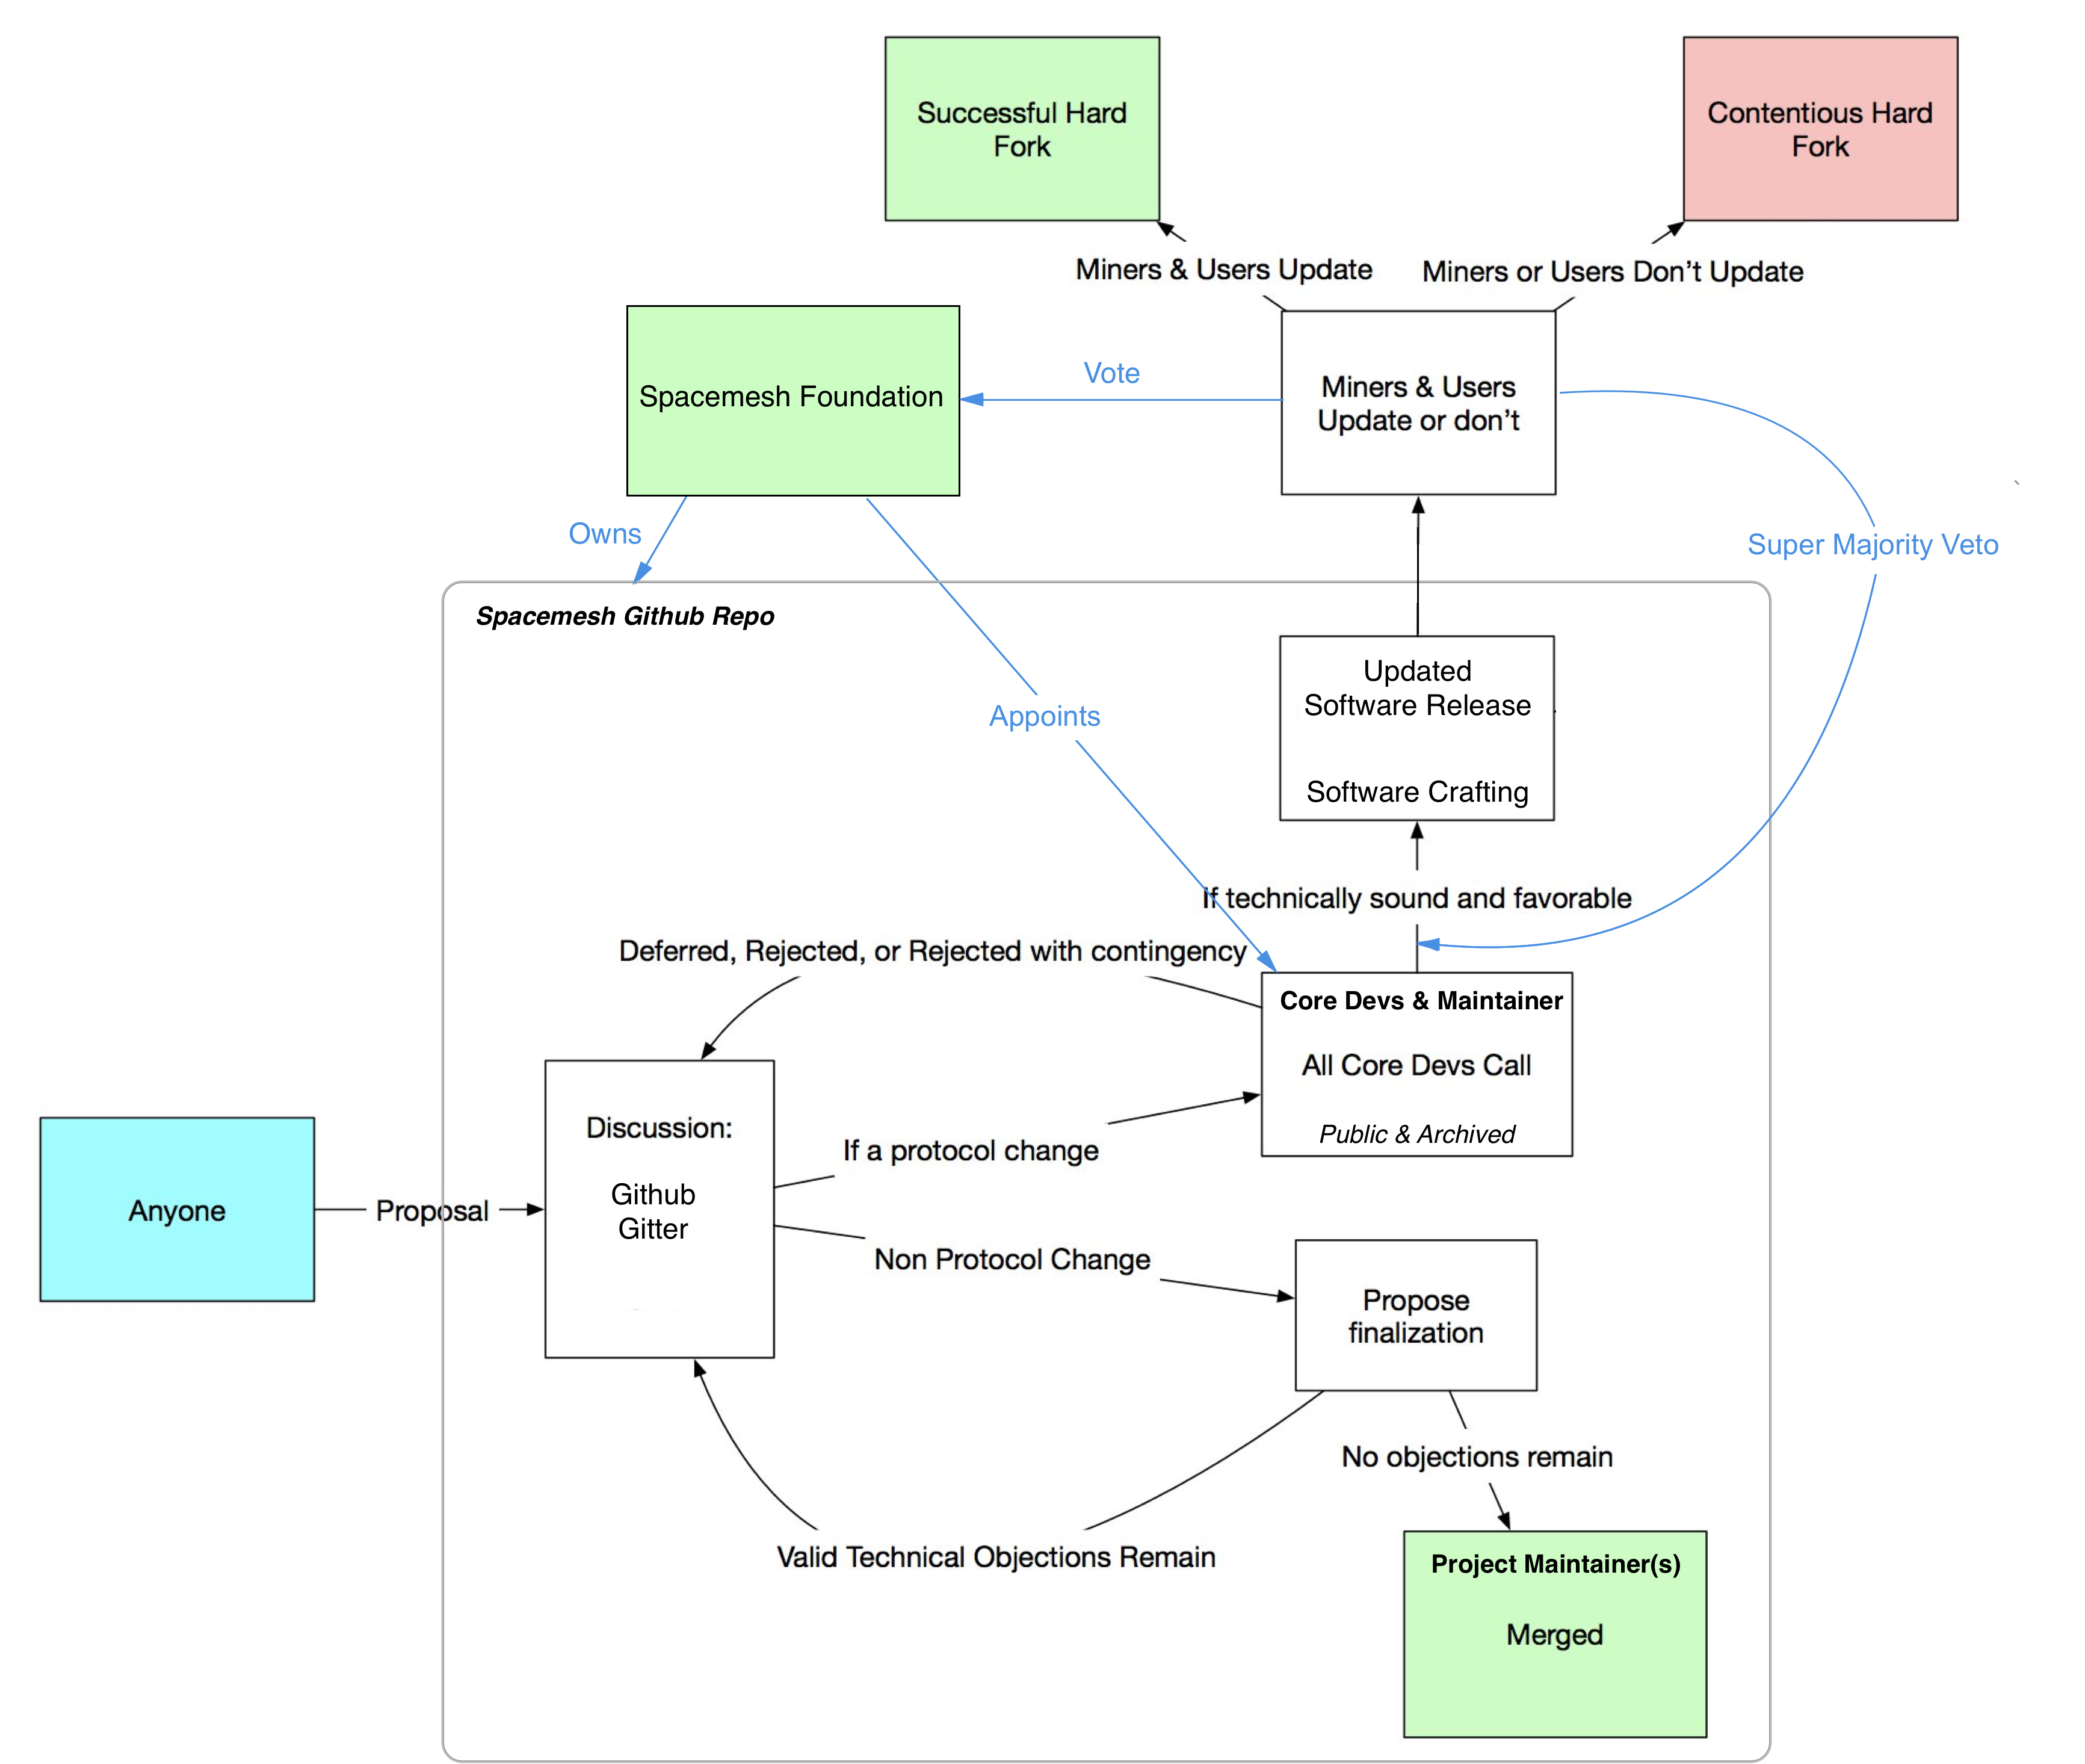 Successful Hard
Fork
Contentious Hard
Fork
Miners & Users Update
Miners or Users Don’t Update
Spacemesh Foundation
Vote
Miners & Users
Update or don’t
Owns
Super Majority Veto
Spacemesh Github Repo
Appoints
Updated
Software Release
Software Crafting
If technically sound and favorable
Deferred, Rejected, or Rejected with contingency
Core Devs & Maintainer
All Core Devs Call
Public & Archived
Discussion:
Github
Gitter
If a protocol change
Anyone
Proposal
Non Protocol Change
Propose
finalization
No objections remain
Valid Technical Objections Remain
Project Maintainer(s)
Merged